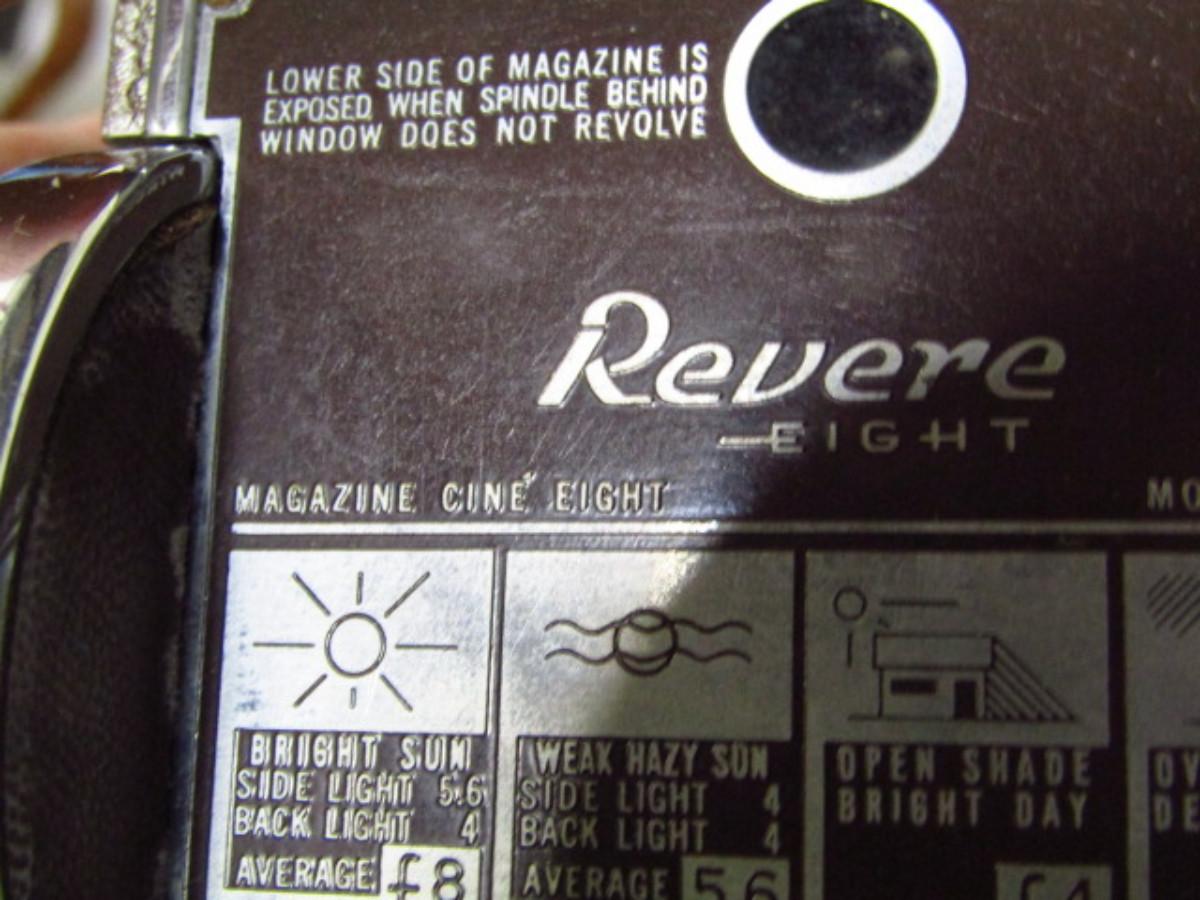 LOWER SIDE OF MAGAZINE IS
EXPOSED WHEN SPINDLE BEHIND
WINDOW DOES NOT REVOLVE
Revere
EIGHT
MAGAZINE CINE EIGHT
BRIGHT SUN
SIDE LIGHT 5.6
BACK LIGHT 4
AVERAGE f8
WEAK HAZY SUN
SIDE LIGHT 4
BACK LIGHT 4
AVERAGE 5.6
OPEN SHADE
BRIGHT DAY
f4